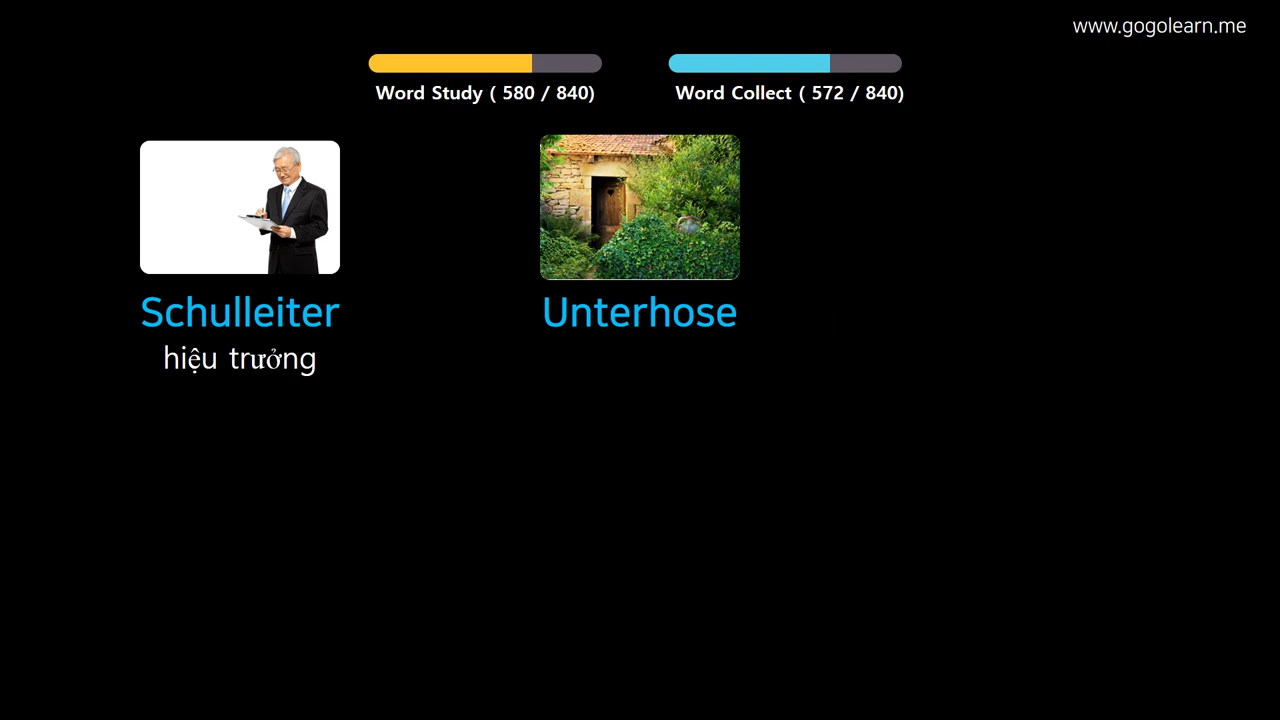 www.gogolearn.me
Word Study ( 580 / 840)
Word Collect ( 572 / 840)
Schulleiter
hiệu trưởng
Unterhose